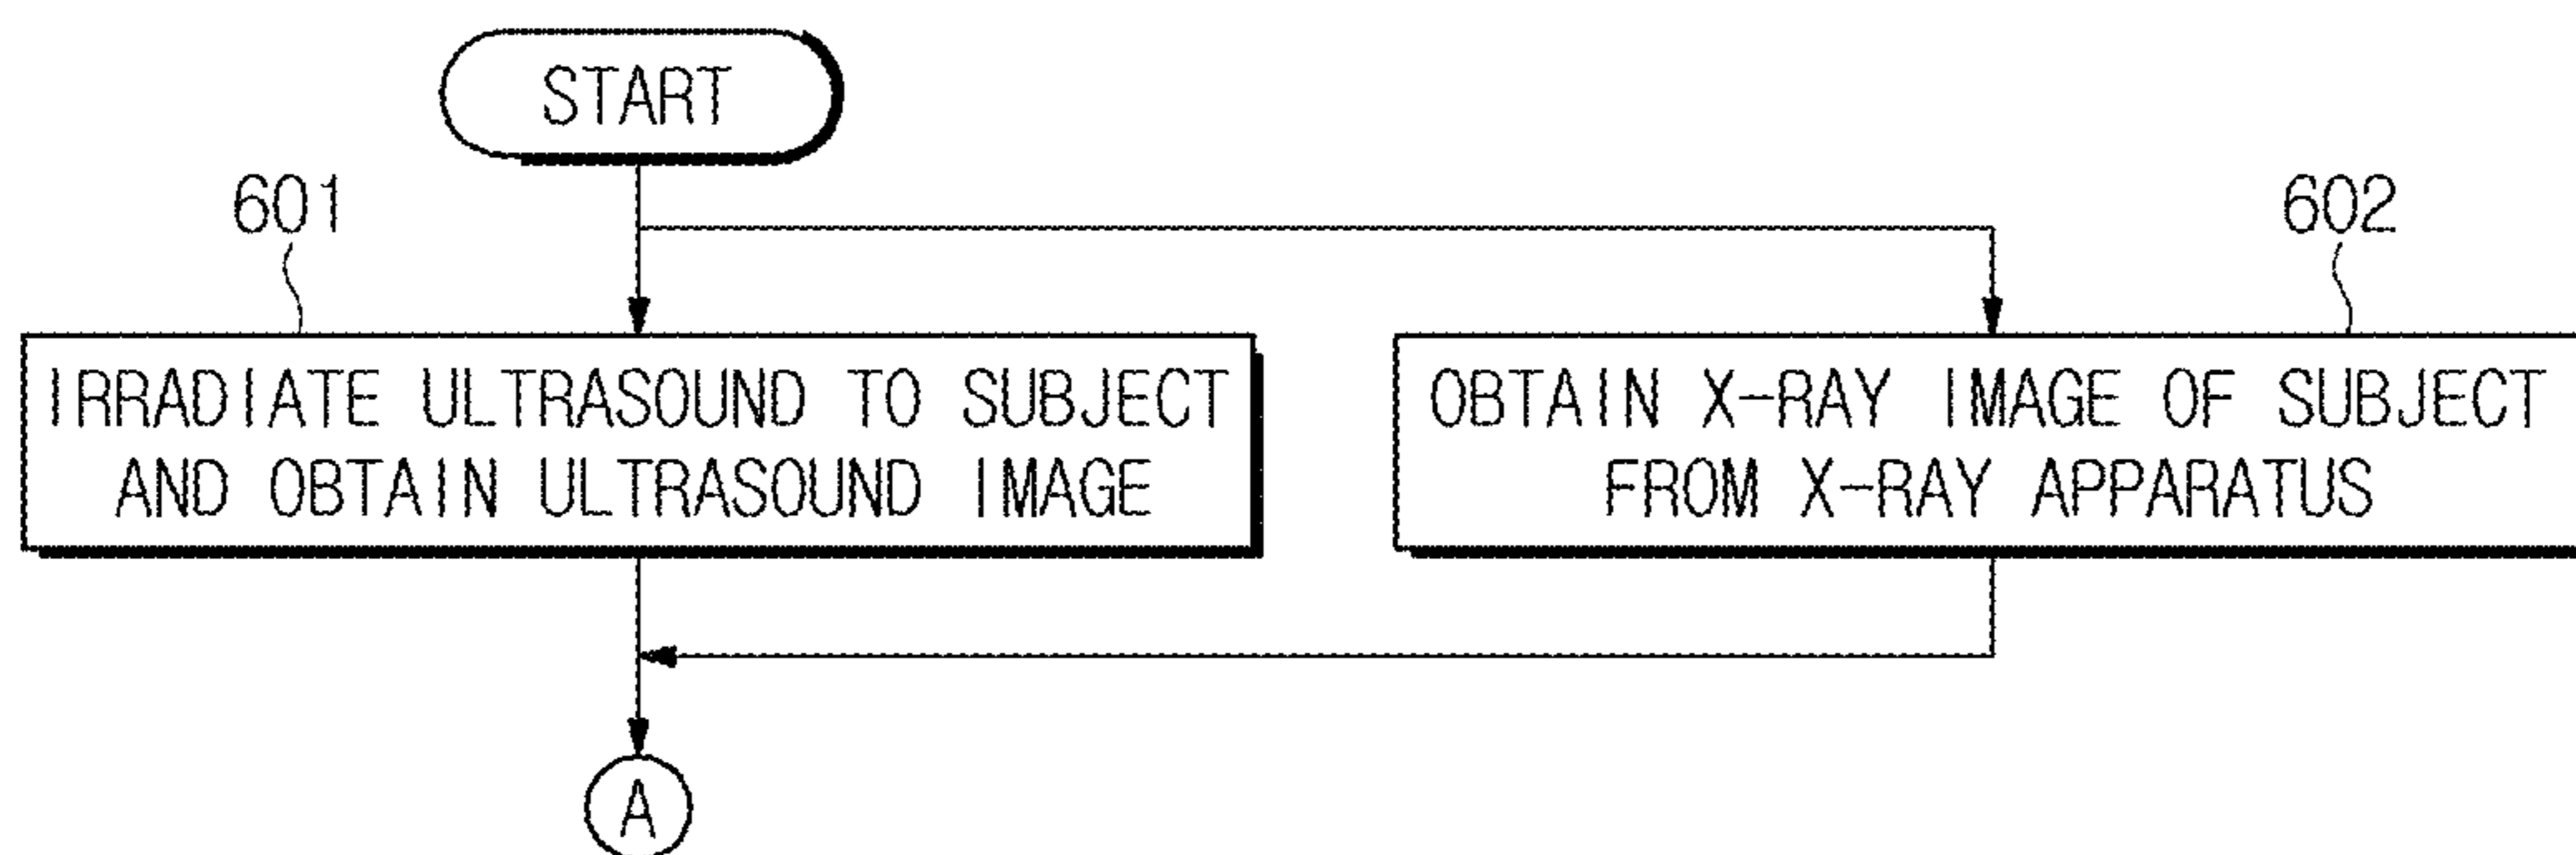 START
601
602
IRRADIATE ULTRASOUND TO SUBJECT
AND OBTAIN ULTRASOUND IMAGE
OBTAIN X-RAY IMAGE OF SUBJECT
FROM X-RAY APPARATUS
A